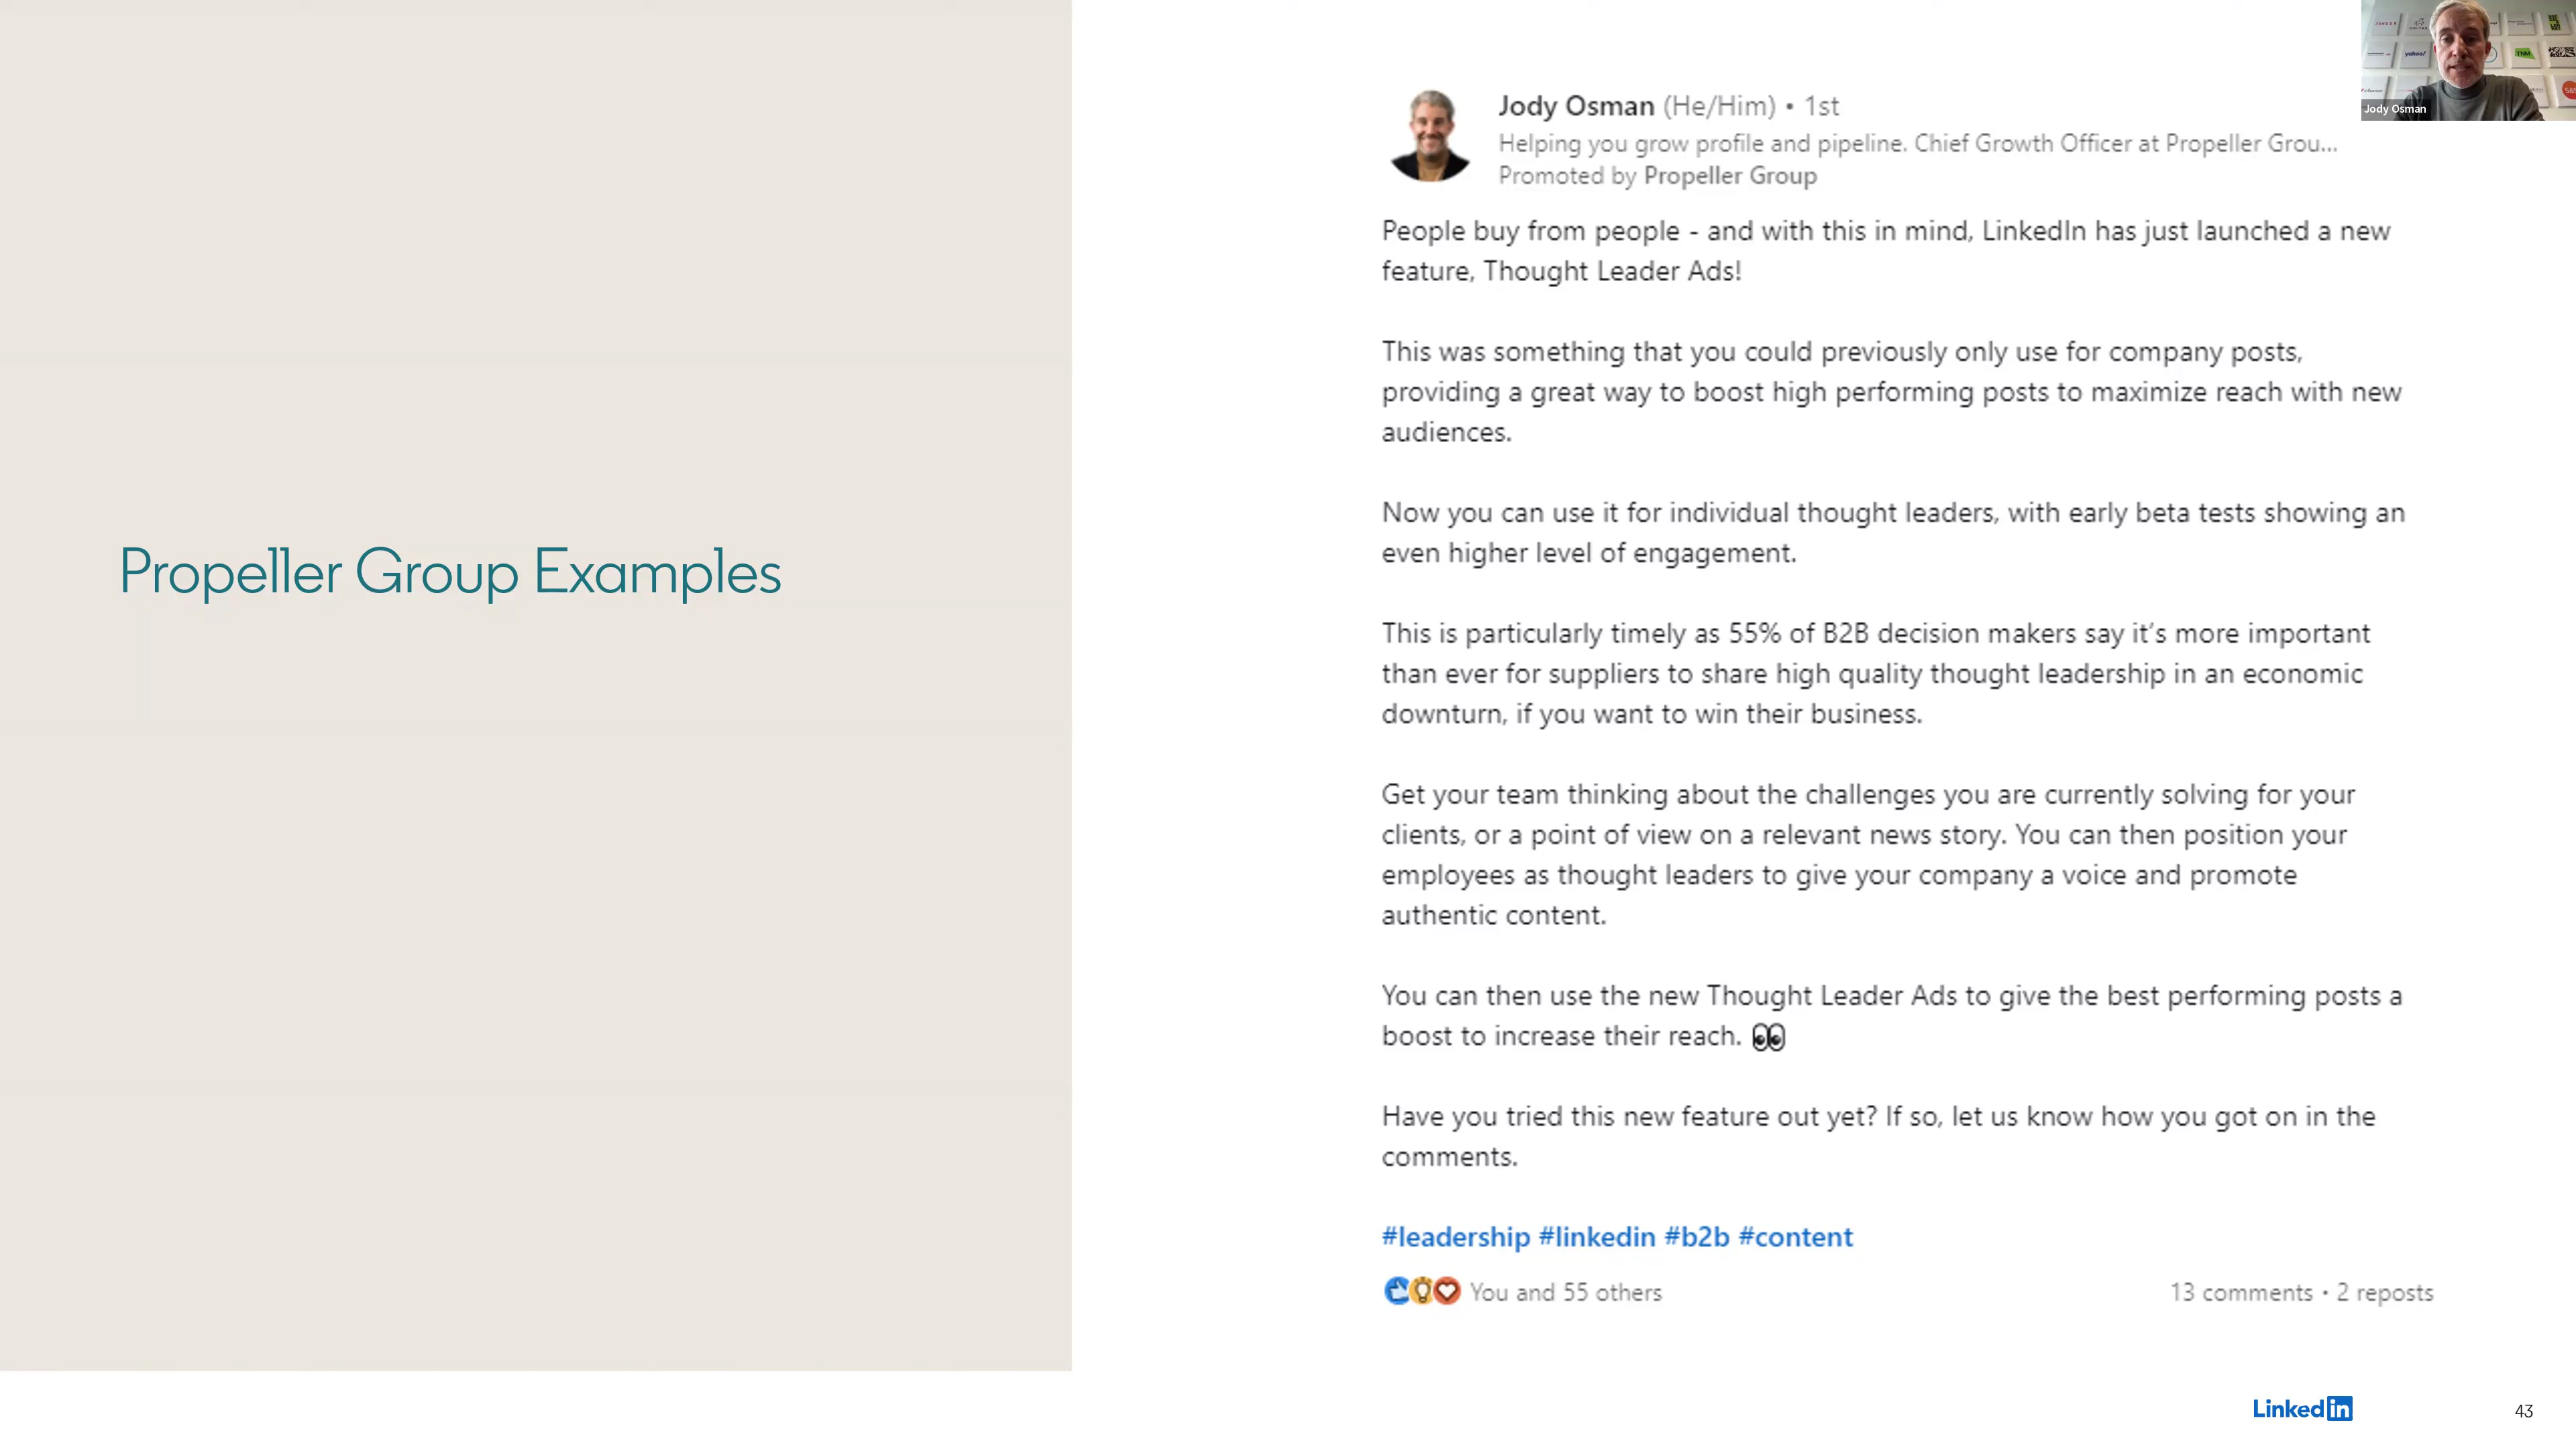 Propeller Group Examples
Jody Osman (He/Him) • 1st
Helping you grow profile and pipeline. Chief Growth Officer at Propeller Grou...
Promoted by Propeller Group
People buy from people - and with this in mind, LinkedIn has just launched a new
feature, Thought Leader Ads!
This was something that you could previously only use for company posts,
providing a great way to boost high performing posts to maximize reach with new
audiences.
Now you can use it for individual thought leaders, with early beta tests showing an
even higher level of engagement.
This is particularly timely as 55% of B2B decision makers say it's more important
than ever for suppliers to share high quality thought leadership in an economic
downturn, if you want to win their business.
Get your team thinking about the challenges you are currently solving for your
clients, or a point of view on a relevant news story. You can then position your
employees as thought leaders to give your company a voice and promote
authentic content.
You can then use the new Thought Leader Ads to give the best performing posts a
boost to increase their reach. 👀
Have you tried this new feature out yet? If so, let us know how you got on in the
comments.
#leadership #linkedin #b2b #content
You and 55 others
13 comments • 2 reposts
yahoo!
TNM
Jody Osman
Linked in
43